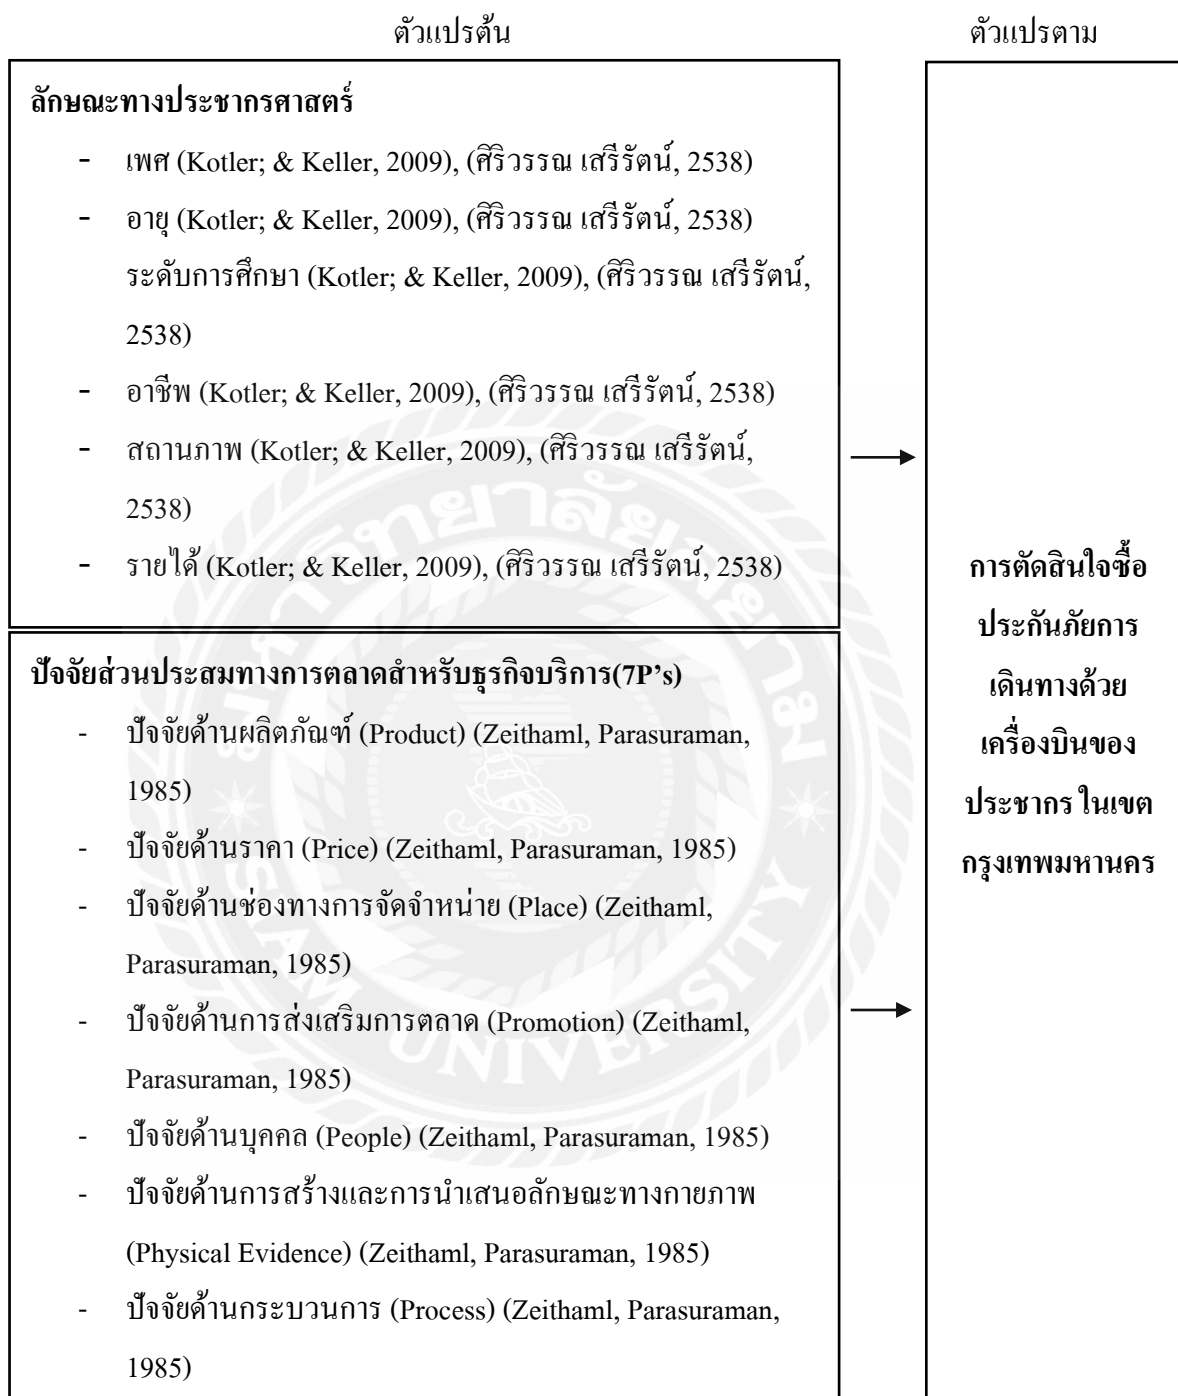 ตัวแปรต้น
ตัวแปรตาม
ลักษณะทางประชากรศาสตร์
- เพศ (Kotler; & Keller, 2009), (ศิริวรรณ เสรีรัตน์, 2538)
- อายุ (Kotler; & Keller, 2009), (ศิริวรรณ เสรีรัตน์, 2538)
ระดับการศึกษา (Kotler; & Keller, 2009), (ศิริวรรณ เสรีรัตน์,
2538)
- อาชีพ (Kotler; & Keller, 2009), (ศิริวรรณ เสรีรัตน์, 2538)
- สถานภาพ (Kotler; & Keller, 2009), (ศิริวรรณ เสรีรัตน์,
2538)
- รายได้ (Kotler; & Keller, 2009), (ศิริวรรณ เสรีรัตน์, 2538)
ปัจจัยส่วนประสมทางการตลาดสำหรับธุรกิจบริการ(7P’s)
- ปัจจัยด้านผลิตภัณฑ์ (Product) (Zeithaml, Parasuraman,
1985)
- ปัจจัยด้านราคา (Price) (Zeithaml, Parasuraman, 1985)
- ปัจจัยด้านช่องทางการจัดจำหน่าย (Place) (Zeithaml,
Parasuraman, 1985)
- ปัจจัยด้านการส่งเสริมการตลาด (Promotion) (Zeithaml,
Parasuraman, 1985)
- ปัจจัยด้านบุคคล (People) (Zeithaml, Parasuraman, 1985)
- ปัจจัยด้านการสร้างและการนำเสนอลักษณะทางกายภาพ
(Physical Evidence) (Zeithaml, Parasuraman, 1985)
- ปัจจัยด้านกระบวนการ (Process) (Zeithaml, Parasuraman,
1985)
การตัดสินใจซื้อ
ประกันภัยการ
เดินทางด้วย
เครื่องบินของ
ประชากร ในเขต
กรุงเทพมหานคร
มหาวิทยาลัยสยาม
SIAM UNIVERSITY